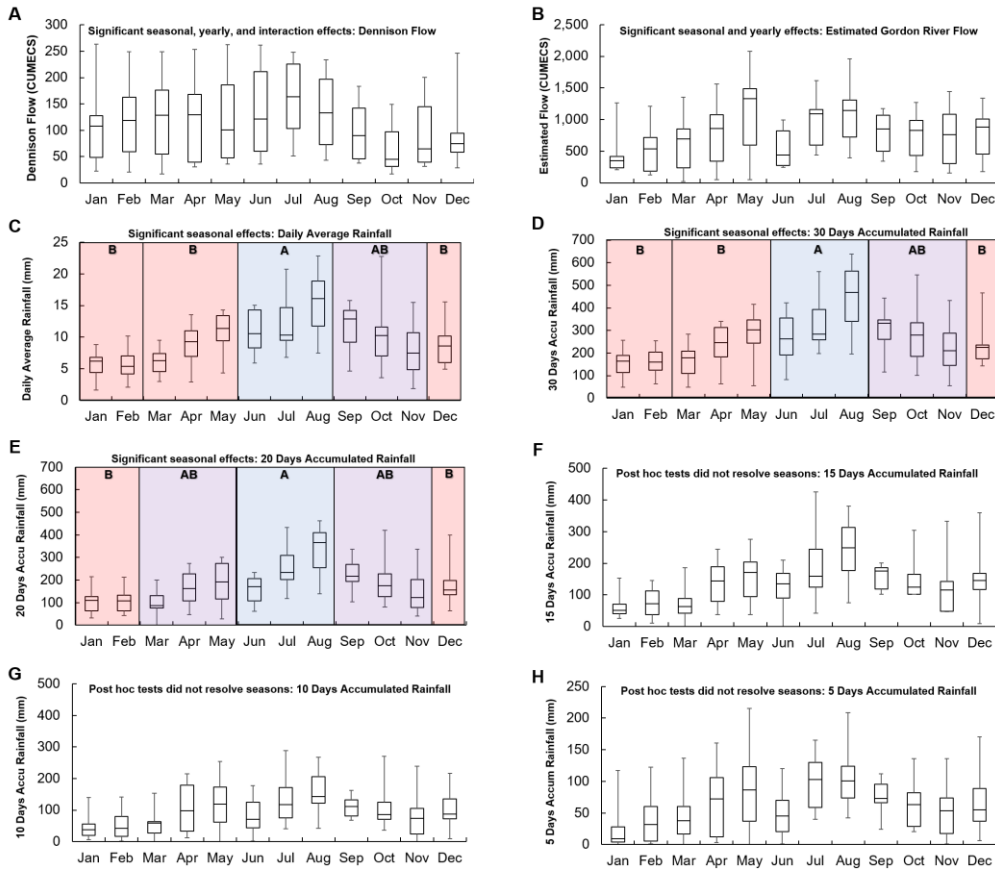 A
Significant seasonal, yearly, and interaction effects: Dennison Flow
Dennison Flow (CUMECS)
300
250
200
150
100
50
0
Jan Feb Mar Apr May Jun Jul Aug Sep Oct Nov Dec
B
Significant seasonal and yearly effects: Estimated Gordon River Flow
Estimated Flow (CUMECS)
2,500
2,000
1,500
1,000
500
0
Jan Feb Mar Apr May Jun Jul Aug Sep Oct Nov Dec
C
Significant seasonal effects: Daily Average Rainfall
Daily Average Rainfall (mm)
25
20
15
10
5
0
B B A AB B
Jan Feb Mar Apr May Jun Jul Aug Sep Oct Nov Dec
D
Significant seasonal effects: 30 Days Accumulated Rainfall
30 Days Accu Rainfall (mm)
700
600
500
400
300
200
100
0
B B A AB B
Jan Feb Mar Apr May Jun Jul Aug Sep Oct Nov Dec
E
Significant seasonal effects: 20 Days Accumulated Rainfall
20 Days Accu Rainfall (mm)
700
600
500
400
300
200
100
0
B AB A AB B
Jan Feb Mar Apr May Jun Jul Aug Sep Oct Nov Dec
F
Post hoc tests did not resolve seasons: 15 Days Accumulated Rainfall
15 Days Accu Rainfall (mm)
500
400
300
200
100
0
Jan Feb Mar Apr May Jun Jul Aug Sep Oct Nov Dec
G
Post hoc tests did not resolve seasons: 10 Days Accumulated Rainfall
10 Days Accu Rainfall (mm)
500
400
300
200
100
0
Jan Feb Mar Apr May Jun Jul Aug Sep Oct Nov Dec
H
Post hoc tests did not resolve seasons: 5 Days Accumulated Rainfall
5 Days Accum Rainfall (mm)
250
200
150
100
50
0
Jan Feb Mar Apr May Jun Jul Aug Sep Oct Nov Dec